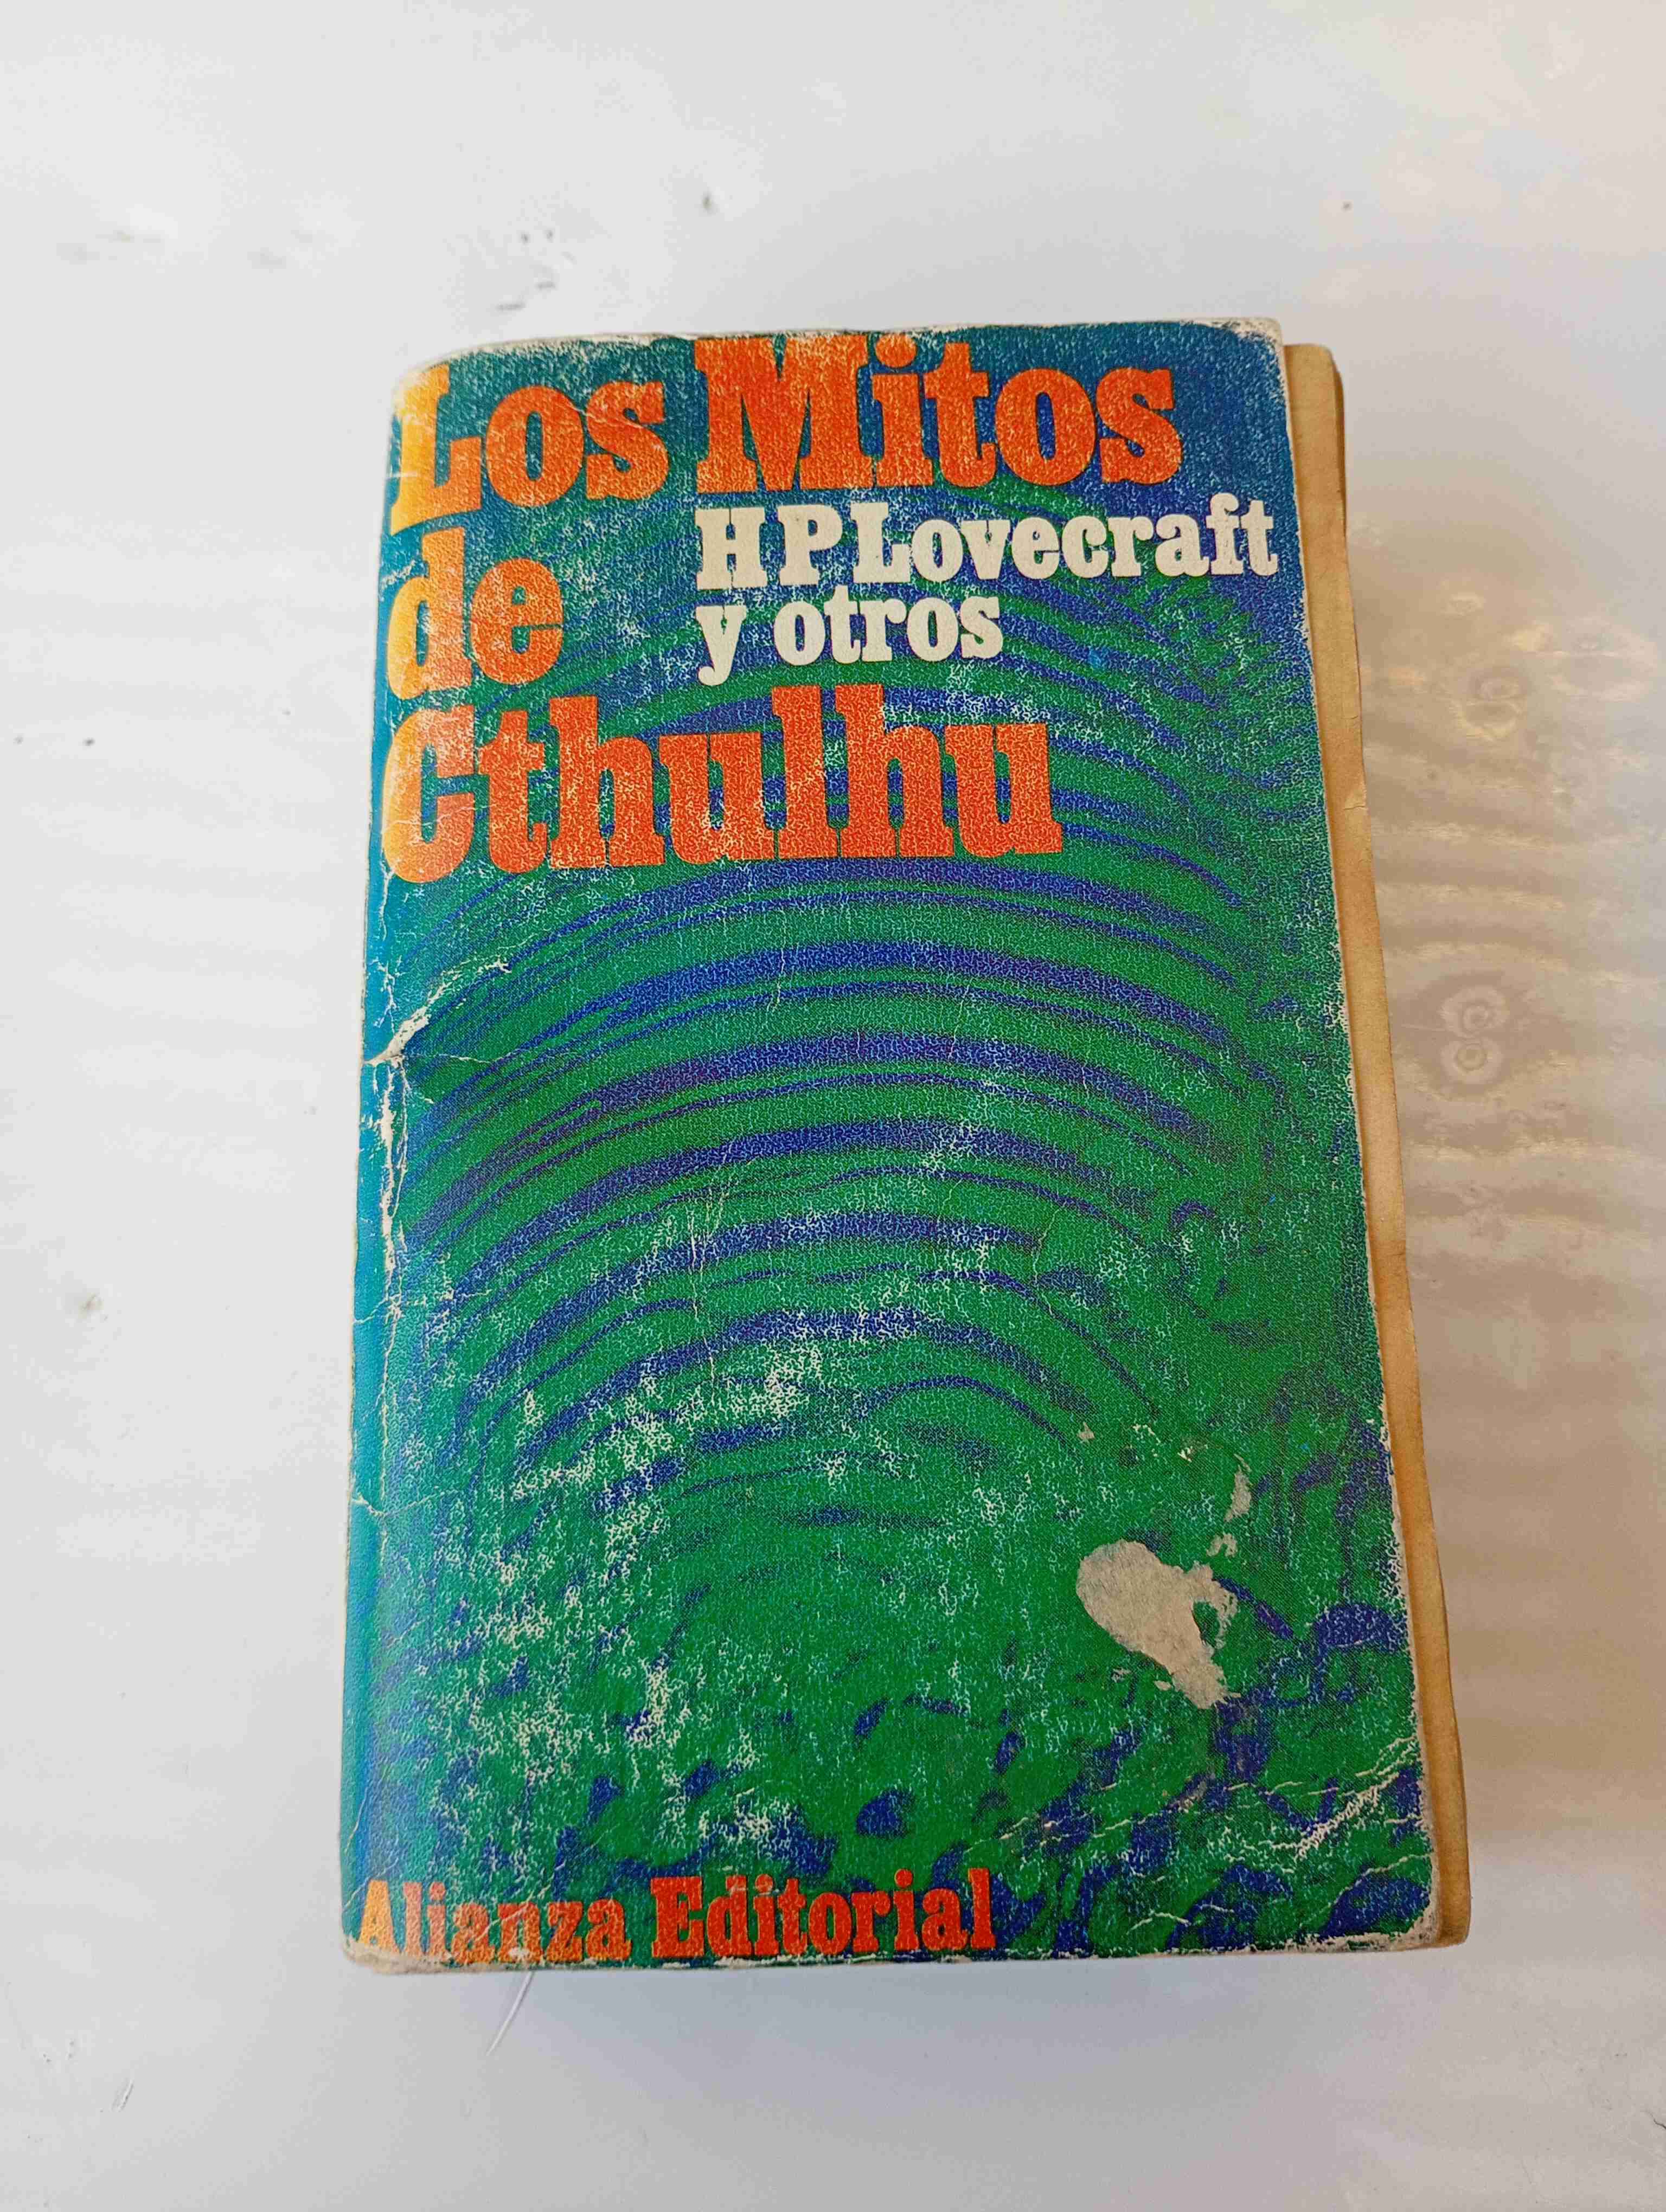 Los Mitos
H P Lovecraft
de
y otros
Cthulhu
Alianza Editorial